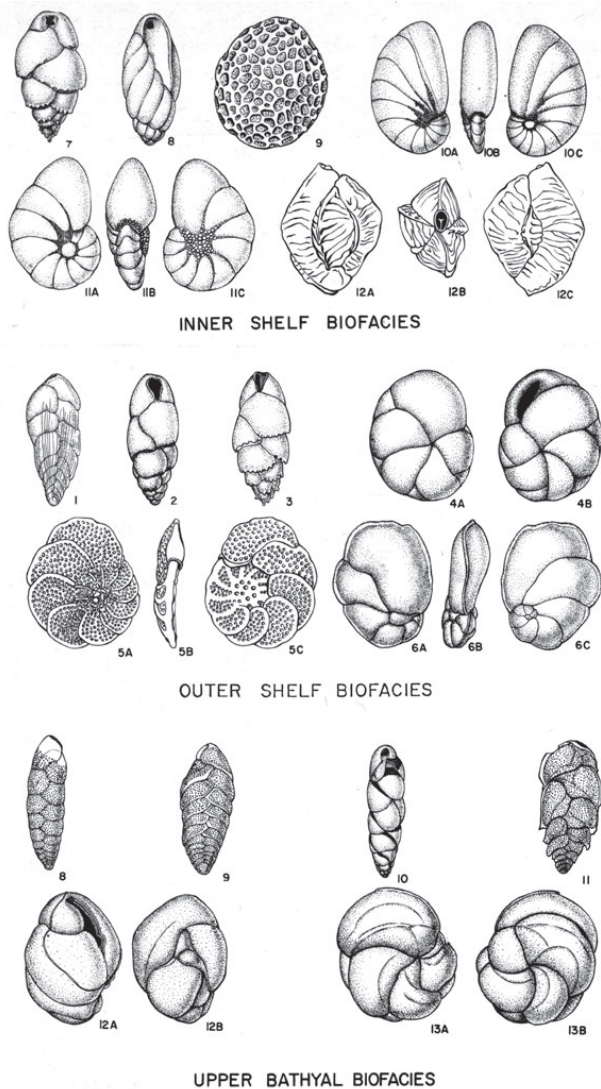 7 8 9 10A 10B 10C
11A 11B 11C 12A 12B 12C
INNER SHELF BIOFACIES
1 2 3 4A 4B
5A 5B 5C 6A 6B 6C
OUTER SHELF BIOFACIES
8 9 10 11
12A 12B 13A 13B
UPPER BATHYAL BIOFACIES